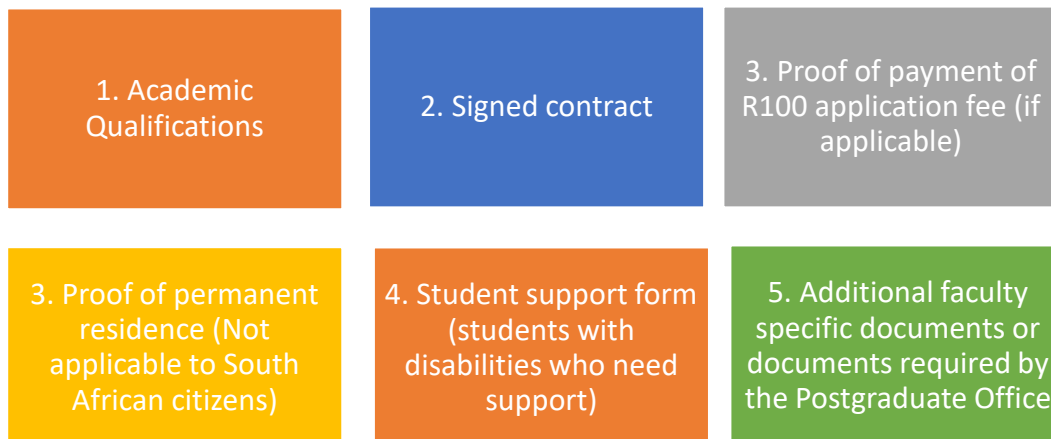 1. Academic
Qualifications
2. Signed contract
3. Proof of payment of
R100 application fee (if
applicable)
3. Proof of permanent
residence (Not
applicable to South
African citizens)
4. Student support form
(students with
disabilities who need
support)
5. Additional faculty
specific documents or
documents required by
the Postgraduate Office